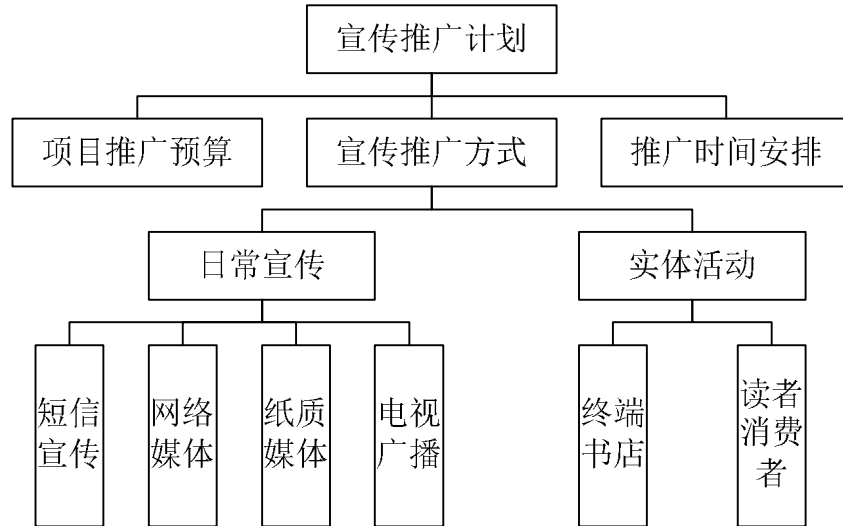 宣传推广计划
项目推广预算
宣传推广方式
推广时间安排
日常宣传
实体活动
短信
宣传
网络
媒体
纸质
媒体
电视
广播
终端
书店
读者
消费
者